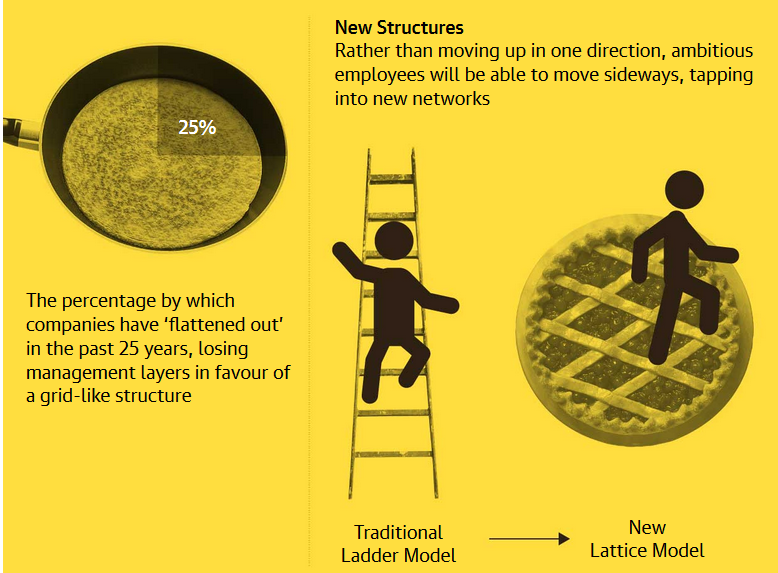 25%
The percentage by which
companies have ‘flattened out’
in the past 25 years, losing
management layers in favour of
a grid-like structure
New Structures
Rather than moving up in one direction, ambitious
employees will be able to move sideways, tapping
into new networks
Traditional
Ladder Model
New
Lattice Model